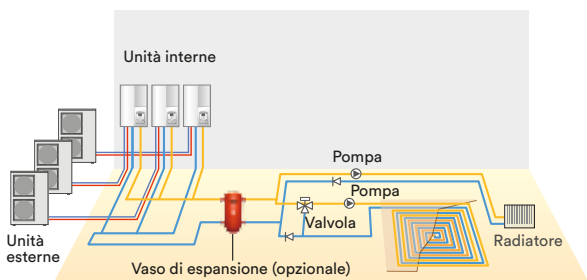 Unità interne
Pompa
Pompa
Valvola
Radiatore
Unità
esterne
Vaso di espansione (opzionale)